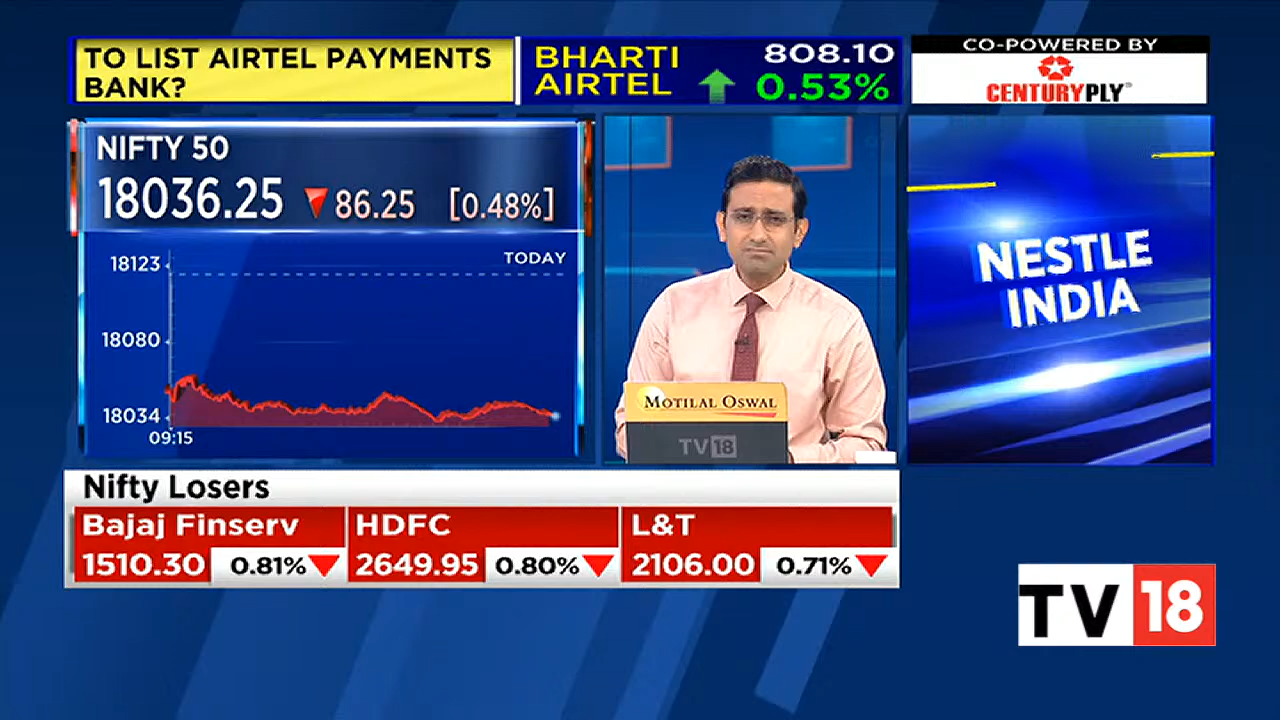 TO LIST AIRTEL PAYMENTS
BANK?
BHARTI
AIRTEL
808.10
0.53%
CO-POWERED BY
CENTURYPLY
NIFTY 50
18036.25 86.25 [0.48%]
TODAY
18123
18080
18034
09:15
MOTILAL OSWAL
TV18
NESTLE
INDIA
Nifty Losers
Bajaj Finserv
1510.30 0.81%
HDFC
2649.95 0.80%
L&T
2106.00 0.71%
TV 18